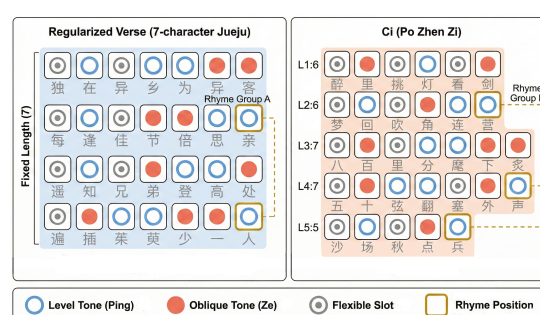 Regularized Verse (7-character Jueju)
Fixed Length (7)
独在异乡为异客
Rhyme Group A
每逢佳节倍思亲
遥知兄弟登高处
遍插茱萸少一人
Ci (Po Zhen Zi)
L1:6
醉里挑灯看剑
Rhyme
Group
L2:6
梦回吹角连营
L3:7
八百里分麾下炙
L4:7
五十弦翻塞外声
L5:5
沙场秋点兵
Level Tone (Ping)
Oblique Tone (Ze)
Flexible Slot
Rhyme Position